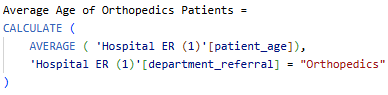 Average Age of Orthopedics Patients =
CALCULATE (
    AVERAGE ( 'Hospital ER (1)'[patient_age]),
    'Hospital ER (1)'[department_referral] = "Orthopedics"
)